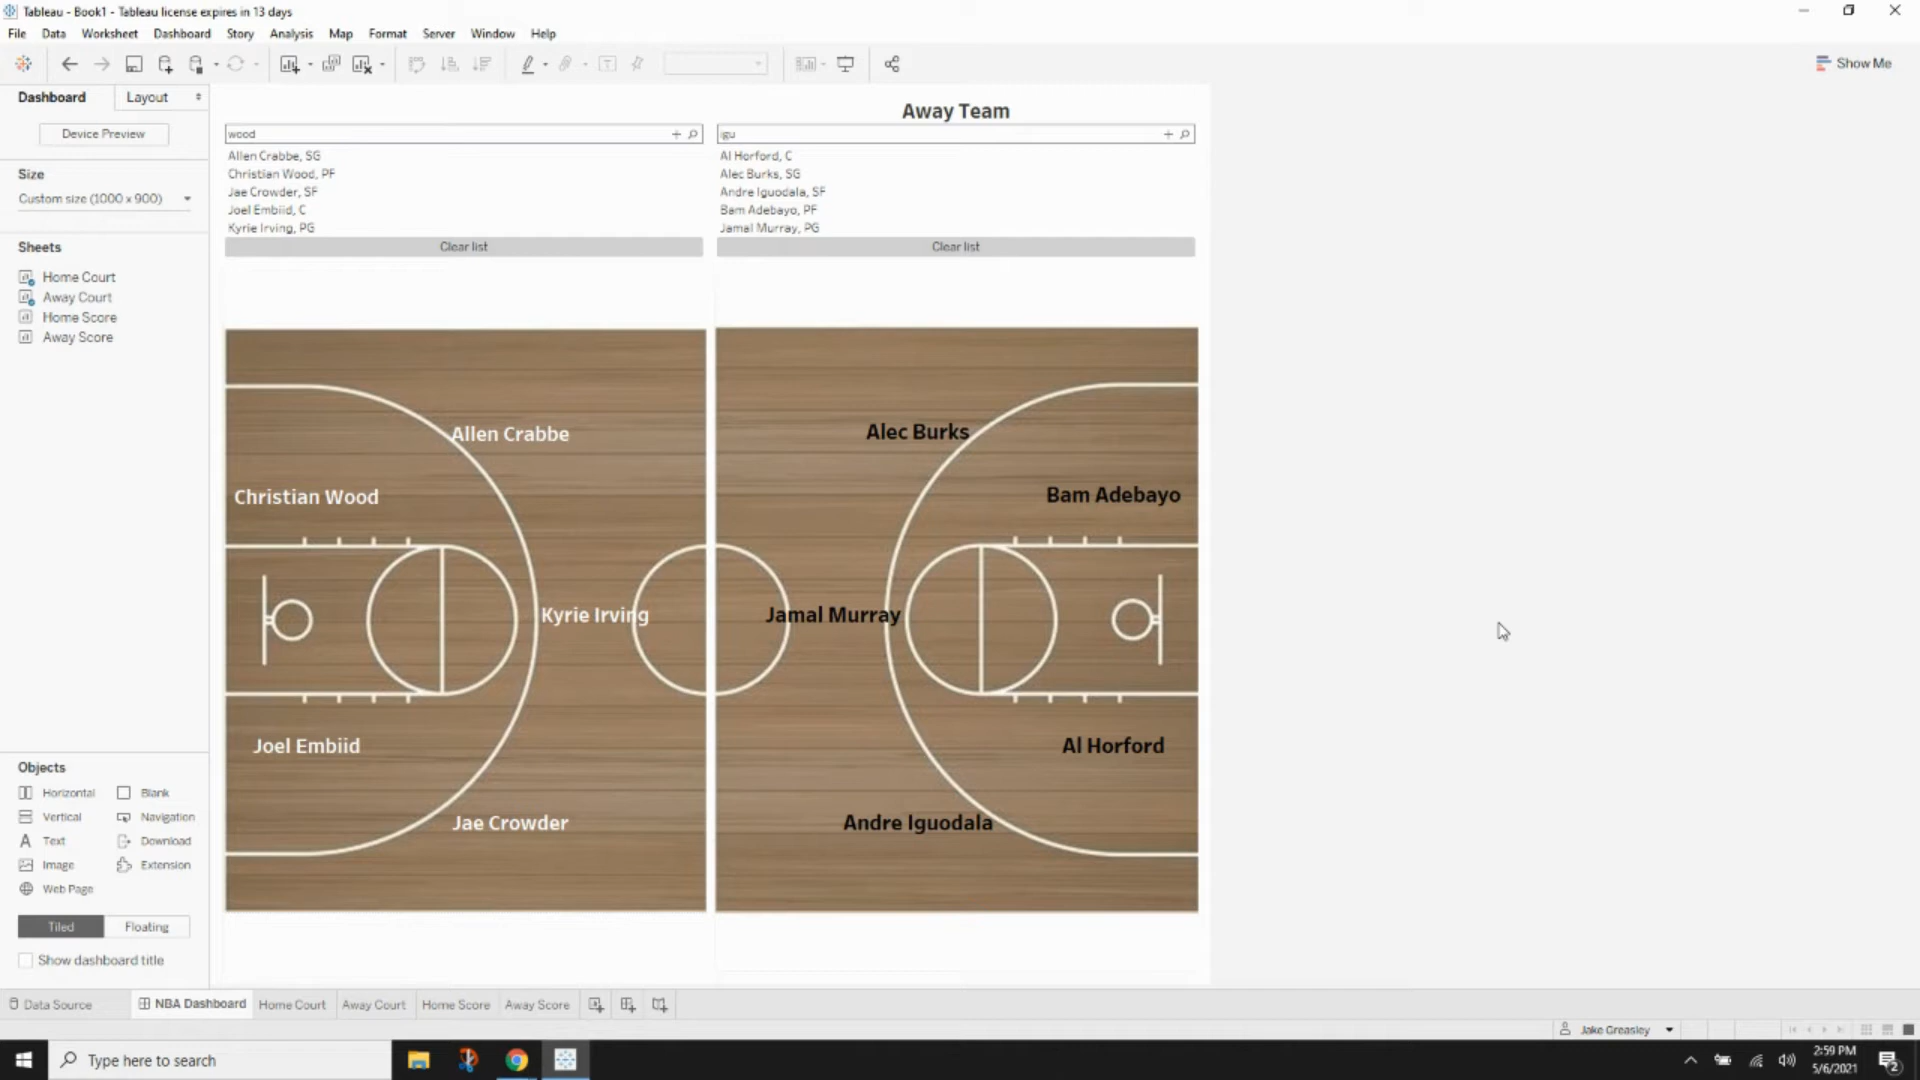 Tableau - Book1 - Tableau license expires in 13 days
File Data Worksheet Dashboard Story Analysis Map Format Server Window Help
Show Me
Dashboard Layout
Device Preview
Size
Custom size (1000 x 900)
Sheets
Home Court
Away Court
Home Score
Away Score
Away Team
wood
Allen Crabbe, SG
Christian Wood, PF
Jae Crowder, SF
Joel Embiid, C
Kyrie Irving, PG
Clear list
igu
Al Horford, C
Alec Burks, SG
Andre Iguodala, SF
Bam Adebayo, PF
Jamal Murray, PG
Clear list
Allen Crabbe
Christian Wood
Kyrie Irving
Joel Embiid
Jae Crowder
Alec Burks
Bam Adebayo
Jamal Murray
Al Horford
Andre Iguodala
Objects
Horizontal Blank
Vertical Navigation
Text Download
Image Extension
Web Page
Tiled Floating
Show dashboard title
Data Source NBA Dashboard Home Court Away Court Home Score Away Score
Jake Greasley
Type here to search
2:59 PM
5/6/2021
2